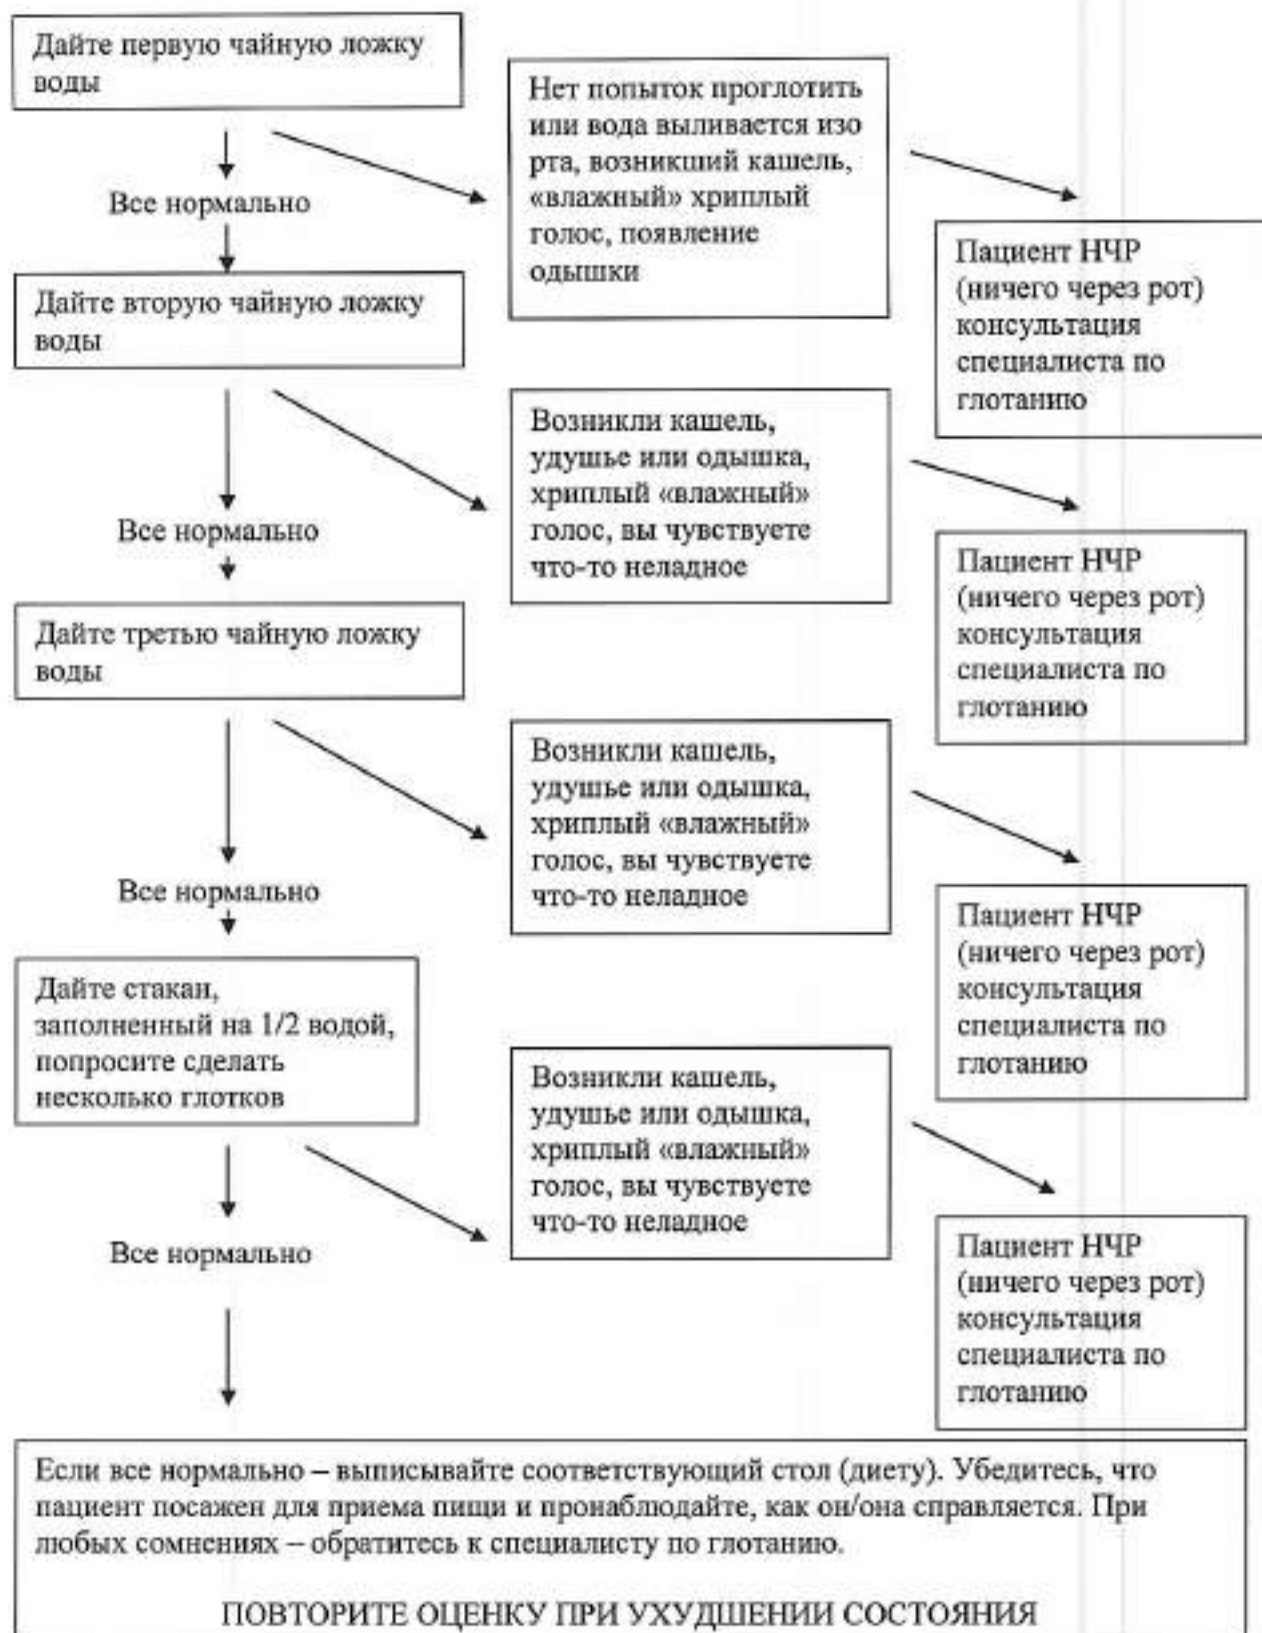 Дайте первую чайную ложку
воды
Нет попыток проглотить
или вода выливается изо
рта, возникший кашель,
«влажный» хриплый
голос, появление
одышки
Все нормально
Пациент НЧР
(ничего через рот)
консультация
специалиста по
глотанию
Дайте вторую чайную ложку
воды
Возникли кашель,
удушье или одышка,
хриплый «влажный»
голос, вы чувствуете
что-то неладное
Все нормально
Пациент НЧР
(ничего через рот)
консультация
специалиста по
глотанию
Дайте третью чайную ложку
воды
Возникли кашель,
удушье или одышка,
хриплый «влажный»
голос, вы чувствуете
что-то неладное
Все нормально
Пациент НЧР
(ничего через рот)
консультация
специалиста по
глотанию
Дайте стакан,
заполненный на 1/2 водой,
попросите сделать
несколько глотков
Возникли кашель,
удушье или одышка,
хриплый «влажный»
голос, вы чувствуете
что-то неладное
Все нормально
Пациент НЧР
(ничего через рот)
консультация
специалиста по
глотанию
Если все нормально – выписывайте соответствующий стол (диету). Убедитесь, что
пациент посажен для приема пищи и пронаблюдайте, как он/она справляется. При
любых сомнениях – обратитесь к специалисту по глотанию.
ПОВТОРИТЕ ОЦЕНКУ ПРИ УХУДШЕНИИ СОСТОЯНИЯ